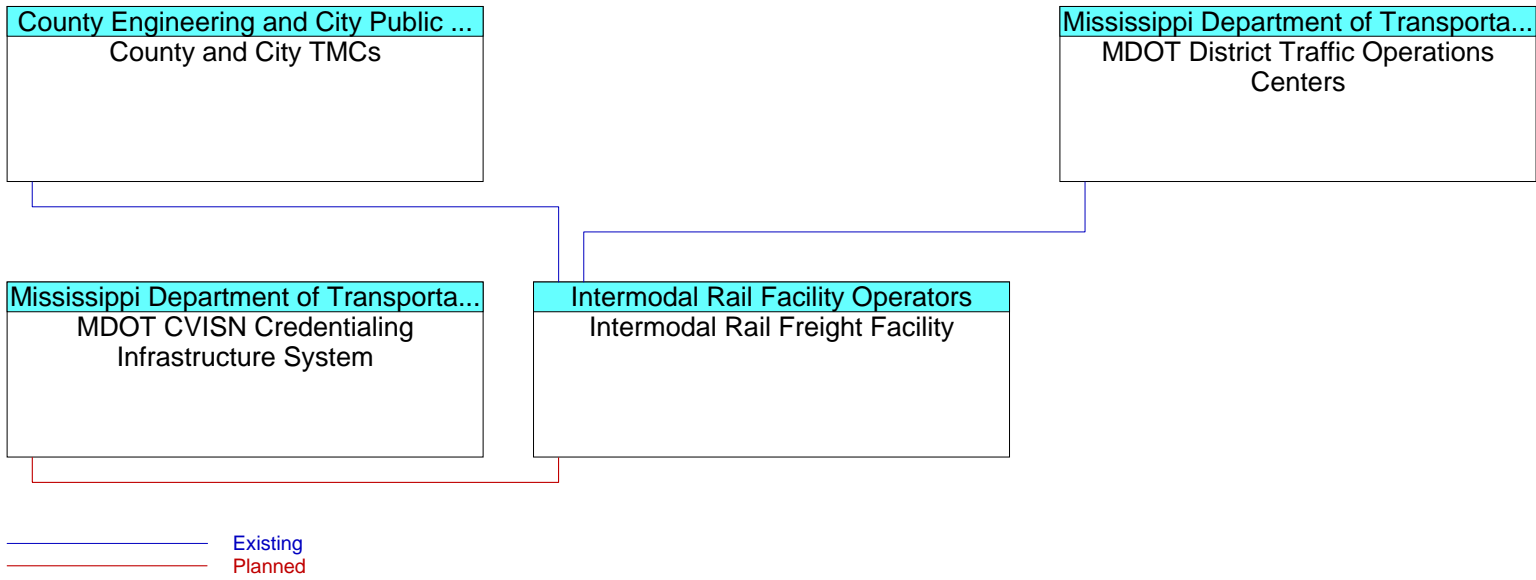 County Engineering and City Public ...
County and City TMCs
Mississippi Department of Transporta...
MDOT District Traffic Operations
Centers
Mississippi Department of Transporta...
MDOT CVISN Credentialing
Infrastructure System
Intermodal Rail Facility Operators
Intermodal Rail Freight Facility
Existing
Planned